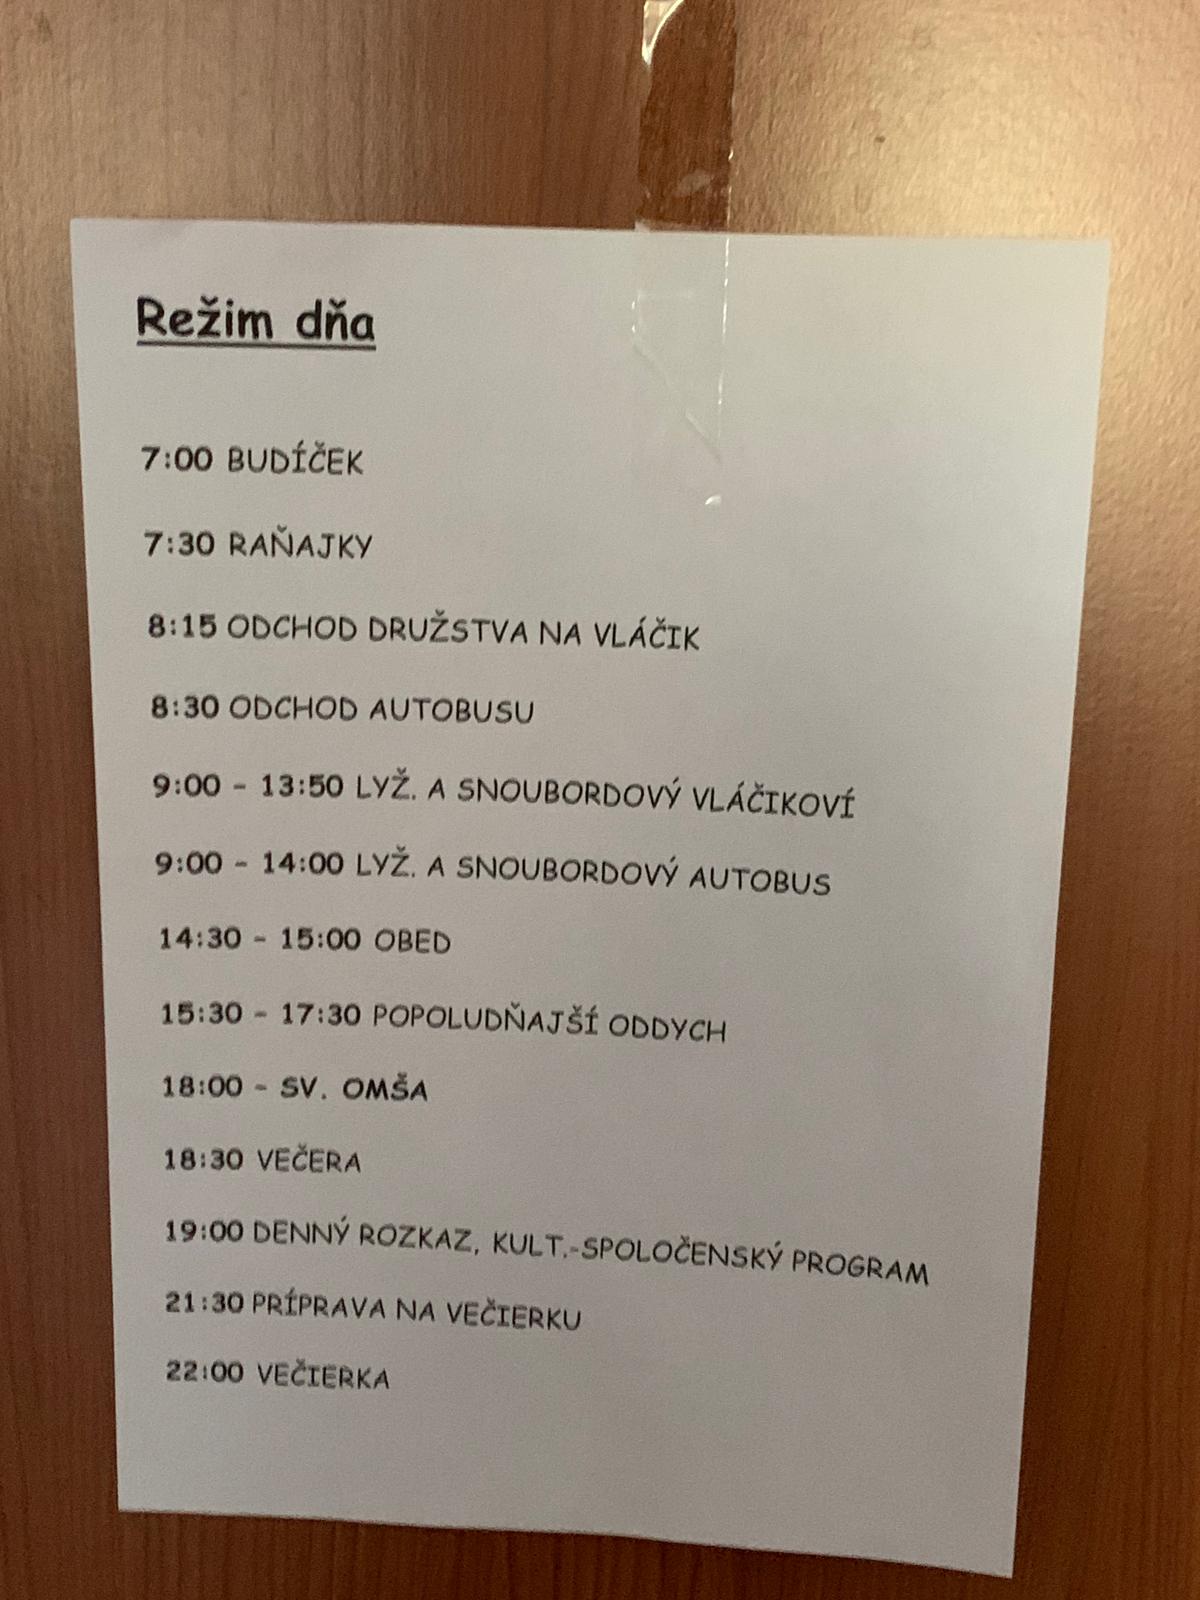 Režim dňa
7:00 BUDÍČEK
7:30 RAŇAJKY
8:15 ODCHOD DRUŽSTVA NA VLÁČIK
8:30 ODCHOD AUTOBUSU
9:00 - 13:50 LYŽ. A SNOUBORDOVÝ VLÁČIKOVÍ
9:00 - 14:00 LYŽ. A SNOUBORDOVÝ AUTOBUS
14:30 - 15:00 OBED
15:30 - 17:30 POPOLUDŇAJŠÍ ODDYCH
18:00 - SV. OMŠA
18:30 VEČERA
19:00 DENNÝ ROZKAZ, KULT.-SPOLOČENSKÝ PROGRAM
21:30 PRÍPRAVA NA VEČIERKU
22:00 VEČIERKA